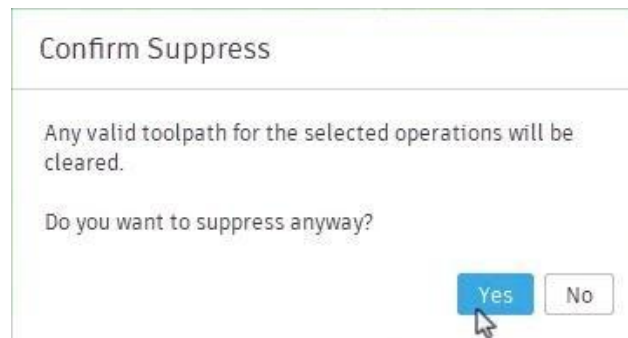 Confirm Suppress
Any valid toolpath for the selected operations will be
cleared.
Do you want to suppress anyway?
Yes No